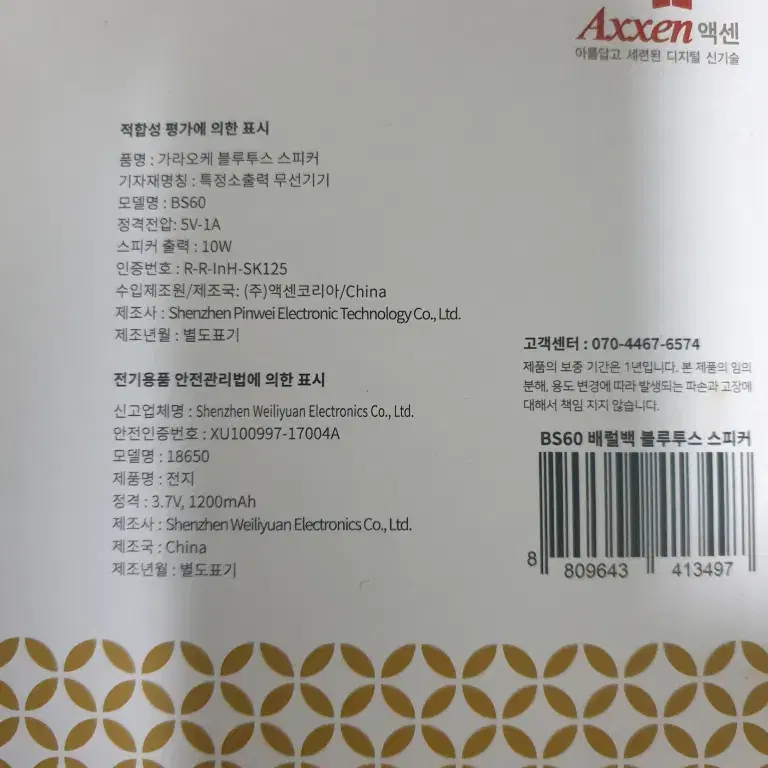 Axxen 액센
아름답고 세련된 디지털 신기술
적합성 평가에 의한 표시
품명 : 가라오케 블루투스 스피커
기자재명칭 : 특정소출력 무선기기
모델명 : BS60
정격전압: 5V-1A
스피커 출력 : 10W
인증번호 : R-R-InH-SK125
수입제조원/제조국: (주)액센코리아/China
제조사 : Shenzhen Pinwei Electronic Technology Co., Ltd.
제조년월 : 별도표기
전기용품 안전관리법에 의한 표시
신고업체명 : Shenzhen Weiliyuan Electronics Co., Ltd.
안전인증번호 : XU100997-17004A
모델명 : 18650
제품명 : 전지
정격 : 3.7V, 1200mAh
제조사 : Shenzhen Weiliyuan Electronics Co., Ltd.
제조국 : China
제조년월 : 별도표기
고객센터 : 070-4467-6574
제품의 보증 기간은 1년입니다. 본 제품의 임의
분해, 용도 변경에 따라 발생되는 파손과 고장에
대해서 책임 지지 않습니다.
BS60 배럴백 블루투스 스피커
8 809643 413497